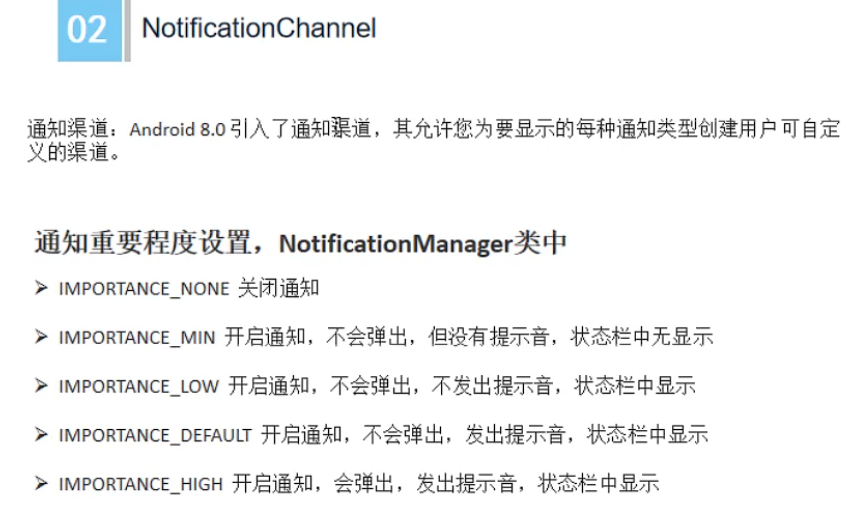 02 NotificationChannel
通知渠道：Android 8.0 引入了通知渠道，其允许您为要显示的每种通知类型创建用户可自定
义的渠道。
通知重要程度设置，NotificationManager类中
➢ IMPORTANCE_NONE 关闭通知
➢ IMPORTANCE_MIN 开启通知，不会弹出，但没有提示音，状态栏中无显示
➢ IMPORTANCE_LOW 开启通知，不会弹出，不发出提示音，状态栏中显示
➢ IMPORTANCE_DEFAULT 开启通知，不会弹出，发出提示音，状态栏中显示
➢ IMPORTANCE_HIGH 开启通知，会弹出，发出提示音，状态栏中显示